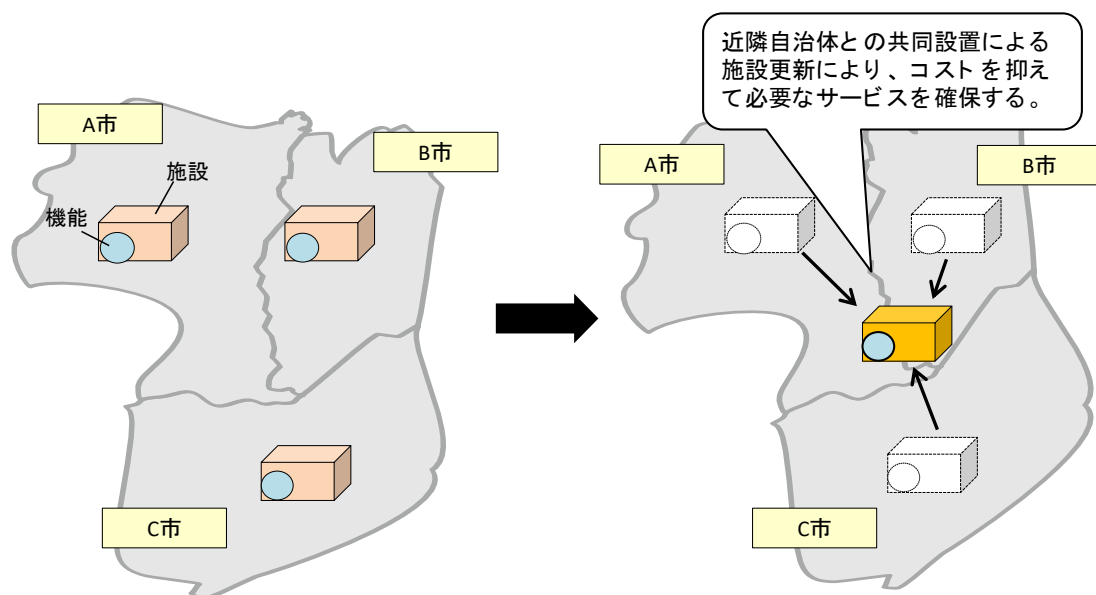 A市
B市
施設
機能
C市
近隣自治体との共同設置による
施設更新により、コストを抑え
て必要なサービスを確保する。
A市
B市
C市